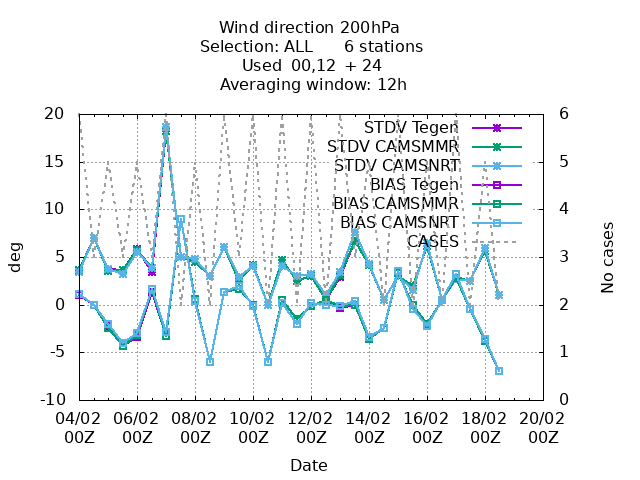 Wind direction 200hPa
Selection: ALL 6 stations
Used 00,12 + 24
Averaging window: 12h
20
15
10
5
0
-5
-10
deg
6
5
4
3
2
1
0
No cases
STDV Tegen
STDV CAMSMMR
STDV CAMSNRT
BIAS Tegen
BIAS CAMSMMR
BIAS CAMSNRT
CASES
04/02 06/02 08/02 10/02 12/02 14/02 16/02 18/02 20/02
00Z 00Z 00Z 00Z 00Z 00Z 00Z 00Z 00Z
Date